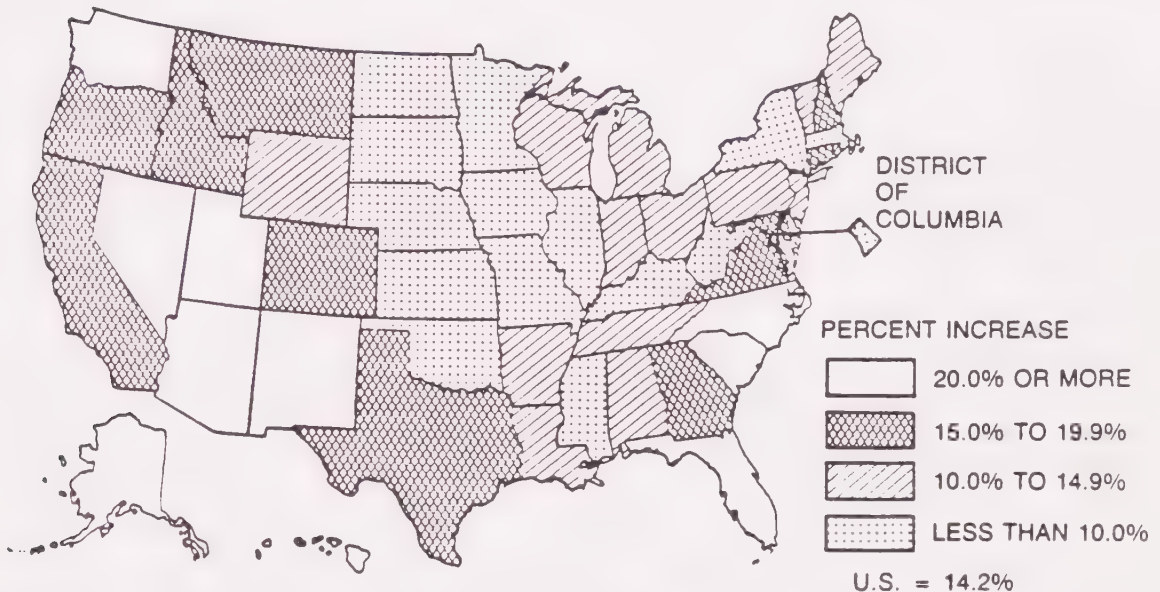 DISTRICT
OF
COLUMBIA
PERCENT INCREASE
20.0% OR MORE
15.0% TO 19.9%
10.0% TO 14.9%
LESS THAN 10.0%
U.S. = 14.2%